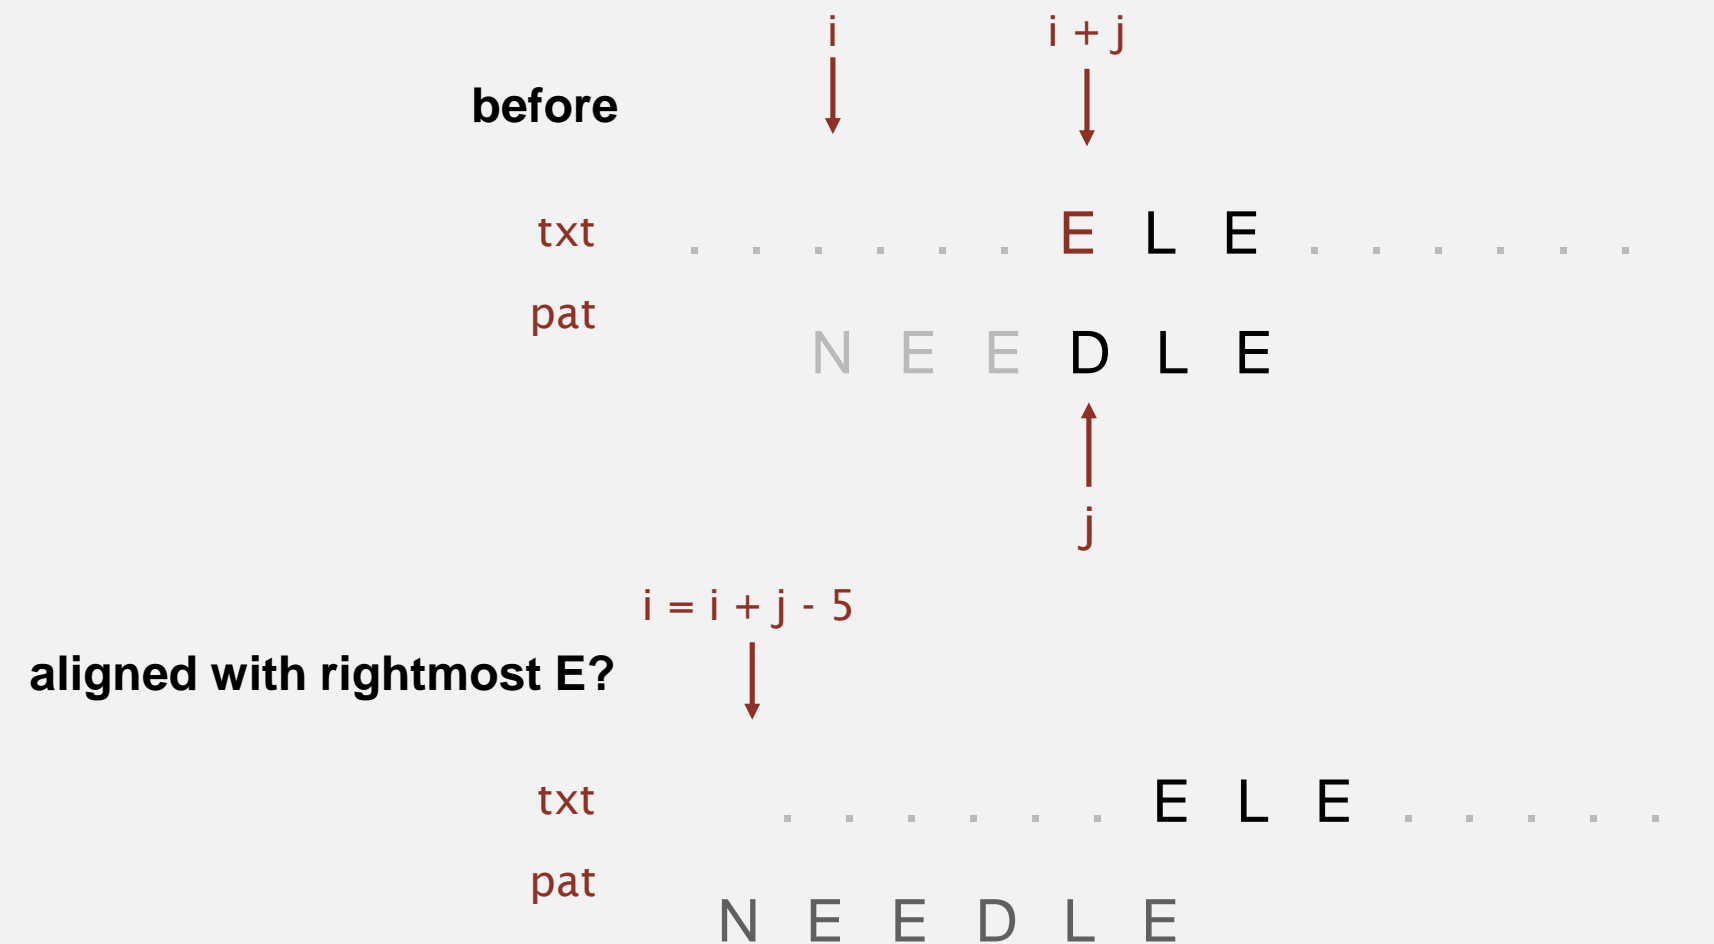 i i + j
before
txt . . . . . . E L E . . . . . .
pat
N E E D L E
j
i = i + j - 5
aligned with rightmost E?
txt . . . . . . E L E . . . . .
pat
N E E D L E